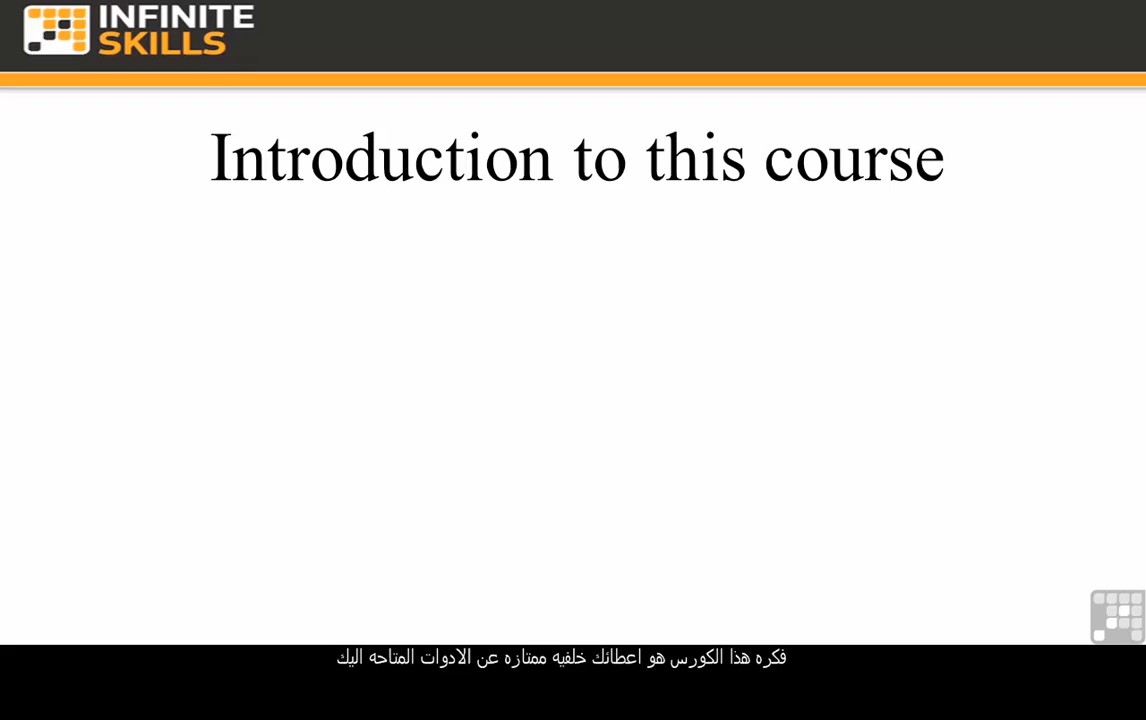 INFINITE
SKILLS
Introduction to this course
فكره هذا الكورس هو اعطائك خلفيه ممتازه عن الادوات المتاحه اليك